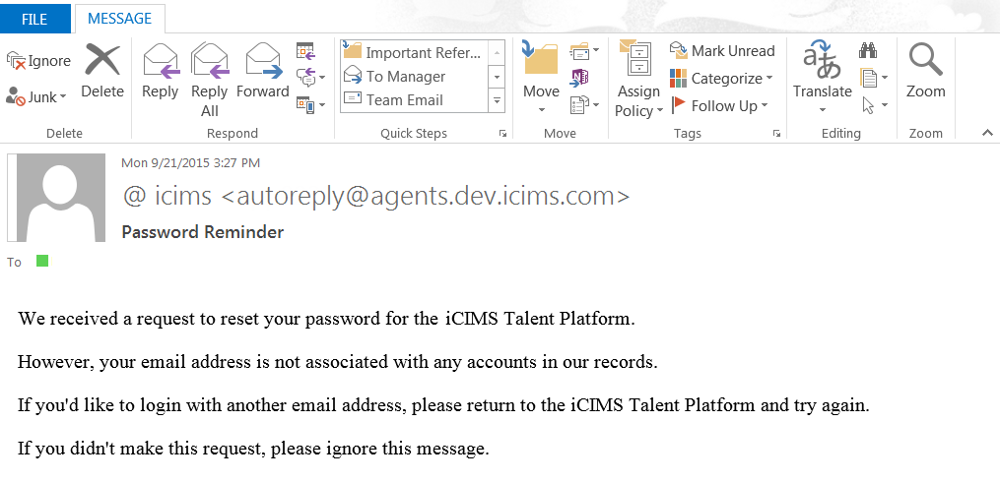 FILE MESSAGE
Ignore
Junk
Delete
Reply
Reply All
Forward
Important Refer...
To Manager
Team Email
Move
Assign Policy
Mark Unread
Categorize
Follow Up
Translate
Zoom
Delete Respond Quick Steps Move Tags Editing Zoom
Mon 9/21/2015 3:27 PM
@ icims <autoreply@agents.dev.icims.com>
Password Reminder
To
We received a request to reset your password for the iCIMS Talent Platform.
However, your email address is not associated with any accounts in our records.
If you'd like to login with another email address, please return to the iCIMS Talent Platform and try again.
If you didn't make this request, please ignore this message.